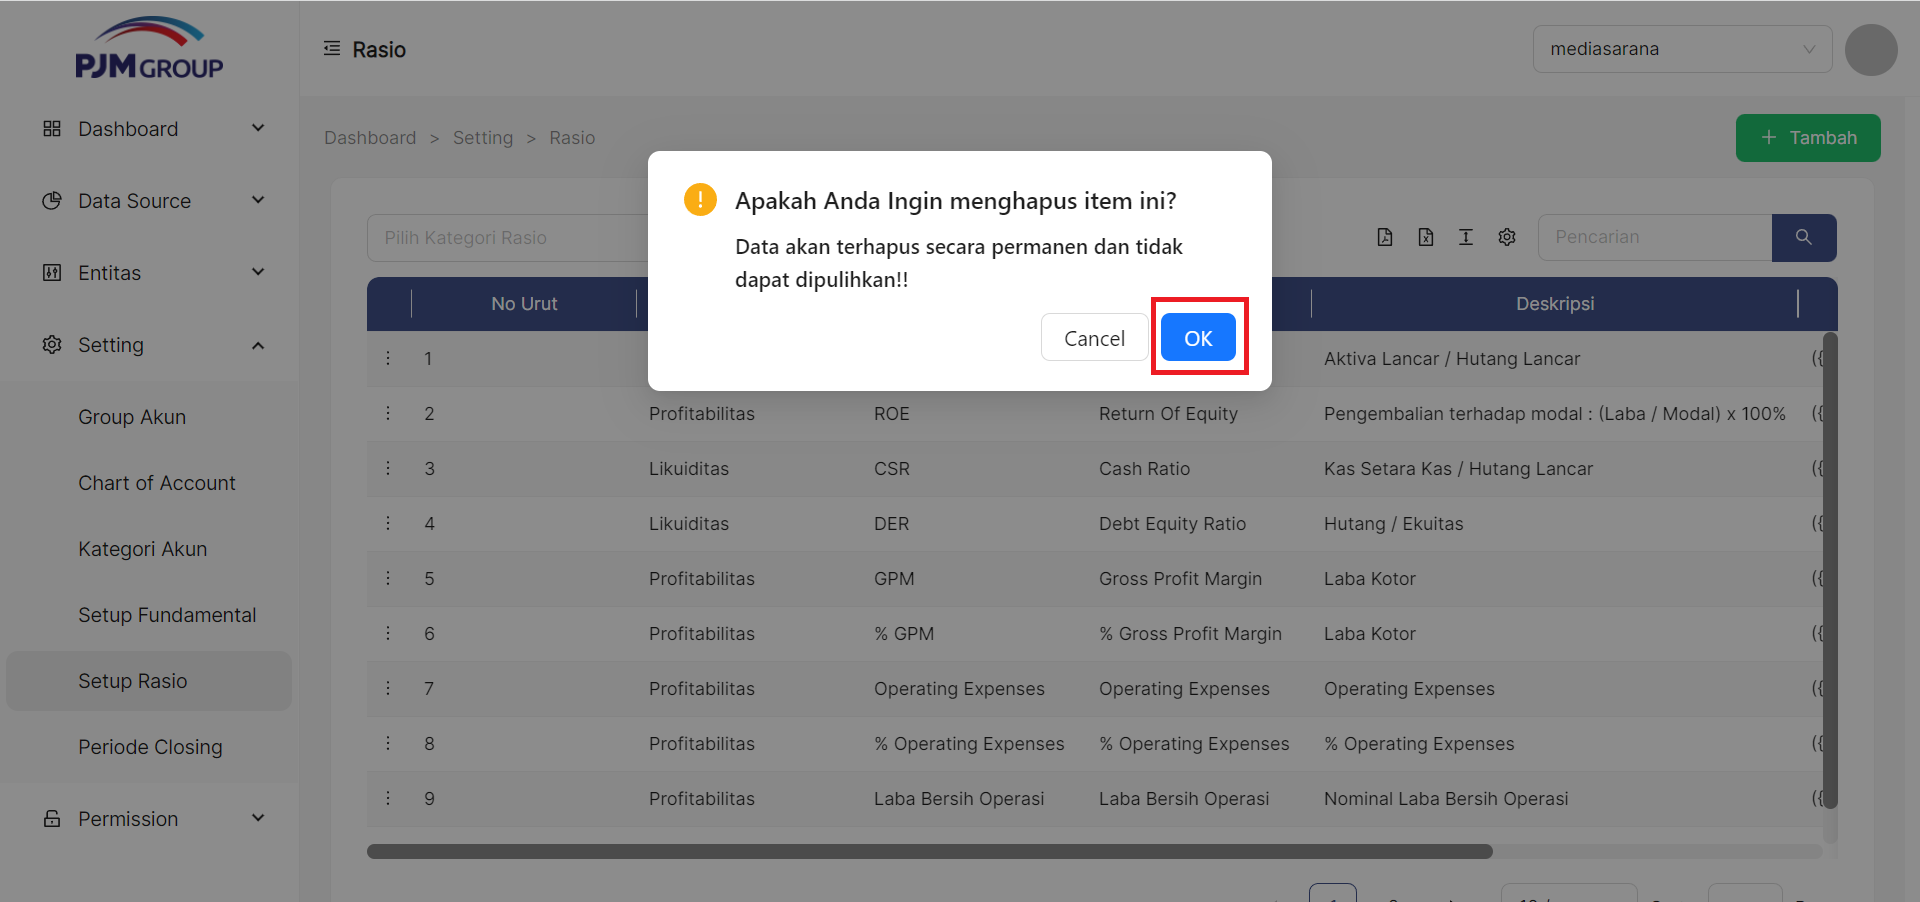 PJM GROUP
Rasio
mediasarana
Dashboard
Data Source
Entitas
Setting
Group Akun
Chart of Account
Kategori Akun
Setup Fundamental
Setup Rasio
Periode Closing
Permission
Dashboard > Setting > Rasio
+ Tambah
Apakah Anda Ingin menghapus item ini?
Data akan terhapus secara permanen dan tidak
dapat dipulihkan!!
Cancel OK
Pilih Kategori Rasio
Pencarian
No Urut Deskripsi
1 Aktiva Lancar / Hutang Lancar ({
2 Profitabilitas ROE Return Of Equity Pengembalian terhadap modal : (Laba / Modal) x 100% ({
3 Likuiditas CSR Cash Ratio Kas Setara Kas / Hutang Lancar ({
4 Likuiditas DER Debt Equity Ratio Hutang / Ekuitas ({
5 Profitabilitas GPM Gross Profit Margin Laba Kotor ({
6 Profitabilitas % GPM % Gross Profit Margin Laba Kotor ({
7 Profitabilitas Operating Expenses Operating Expenses Operating Expenses ({
8 Profitabilitas % Operating Expenses % Operating Expenses % Operating Expenses ({
9 Profitabilitas Laba Bersih Operasi Laba Bersih Operasi Nominal Laba Bersih Operasi ({